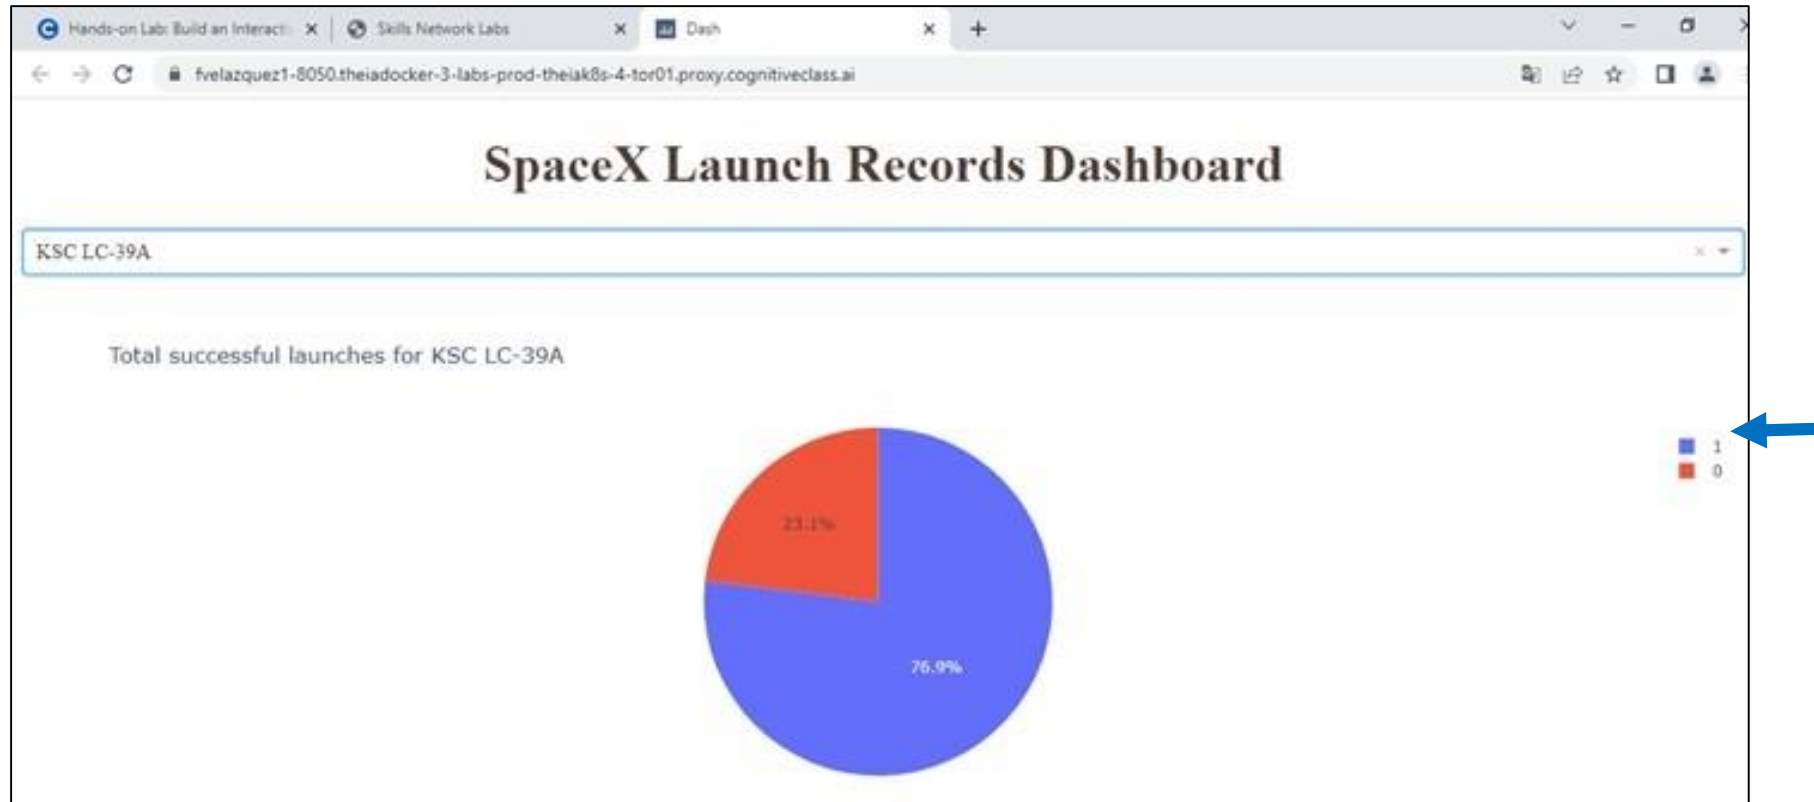 Hands-on Lab: Build an Interacti
Skills Network Labs
Dash
fvelazquez1-8050.theiadocker-3-labs-prod-theiak8s-4-tor01.proxy.cognitiveclass.ai
SpaceX Launch Records Dashboard
KSC LC-39A
Total successful launches for KSC LC-39A
1
0
23.1%
76.9%